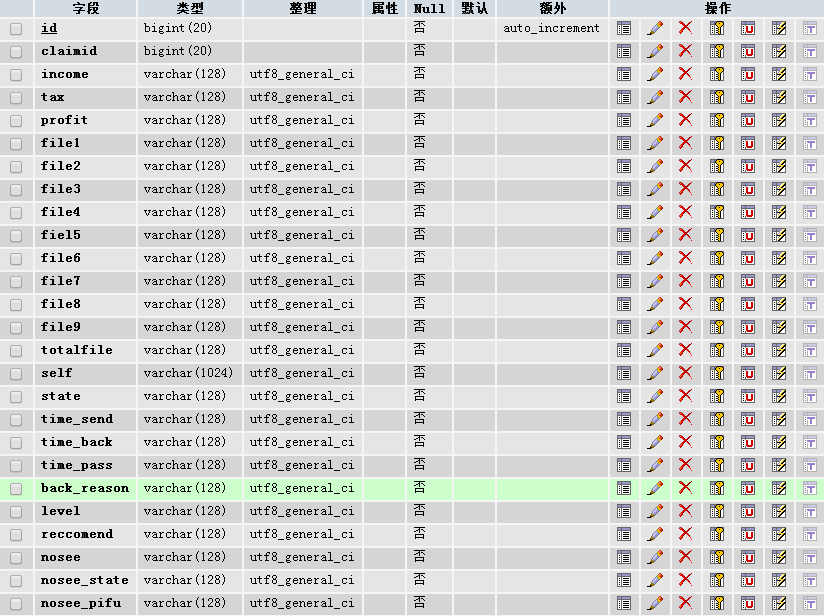 字段 类型 整理 属性 Null 默认 额外 操作
id bigint(20) 否 auto_increment
claimid bigint(20) 否
income varchar(128) utf8_general_ci 否
tax varchar(128) utf8_general_ci 否
profit varchar(128) utf8_general_ci 否
file1 varchar(128) utf8_general_ci 否
file2 varchar(128) utf8_general_ci 否
file3 varchar(128) utf8_general_ci 否
file4 varchar(128) utf8_general_ci 否
fiel5 varchar(128) utf8_general_ci 否
file6 varchar(128) utf8_general_ci 否
file7 varchar(128) utf8_general_ci 否
file8 varchar(128) utf8_general_ci 否
file9 varchar(128) utf8_general_ci 否
totalfile varchar(128) utf8_general_ci 否
self varchar(1024) utf8_general_ci 否
state varchar(128) utf8_general_ci 否
time_send varchar(128) utf8_general_ci 否
time_back varchar(128) utf8_general_ci 否
time_pass varchar(128) utf8_general_ci 否
back_reason varchar(128) utf8_general_ci 否
level varchar(128) utf8_general_ci 否
reccomend varchar(128) utf8_general_ci 否
nosee varchar(128) utf8_general_ci 否
nosee_state varchar(128) utf8_general_ci 否
nosee_pifu varchar(128) utf8_general_ci 否